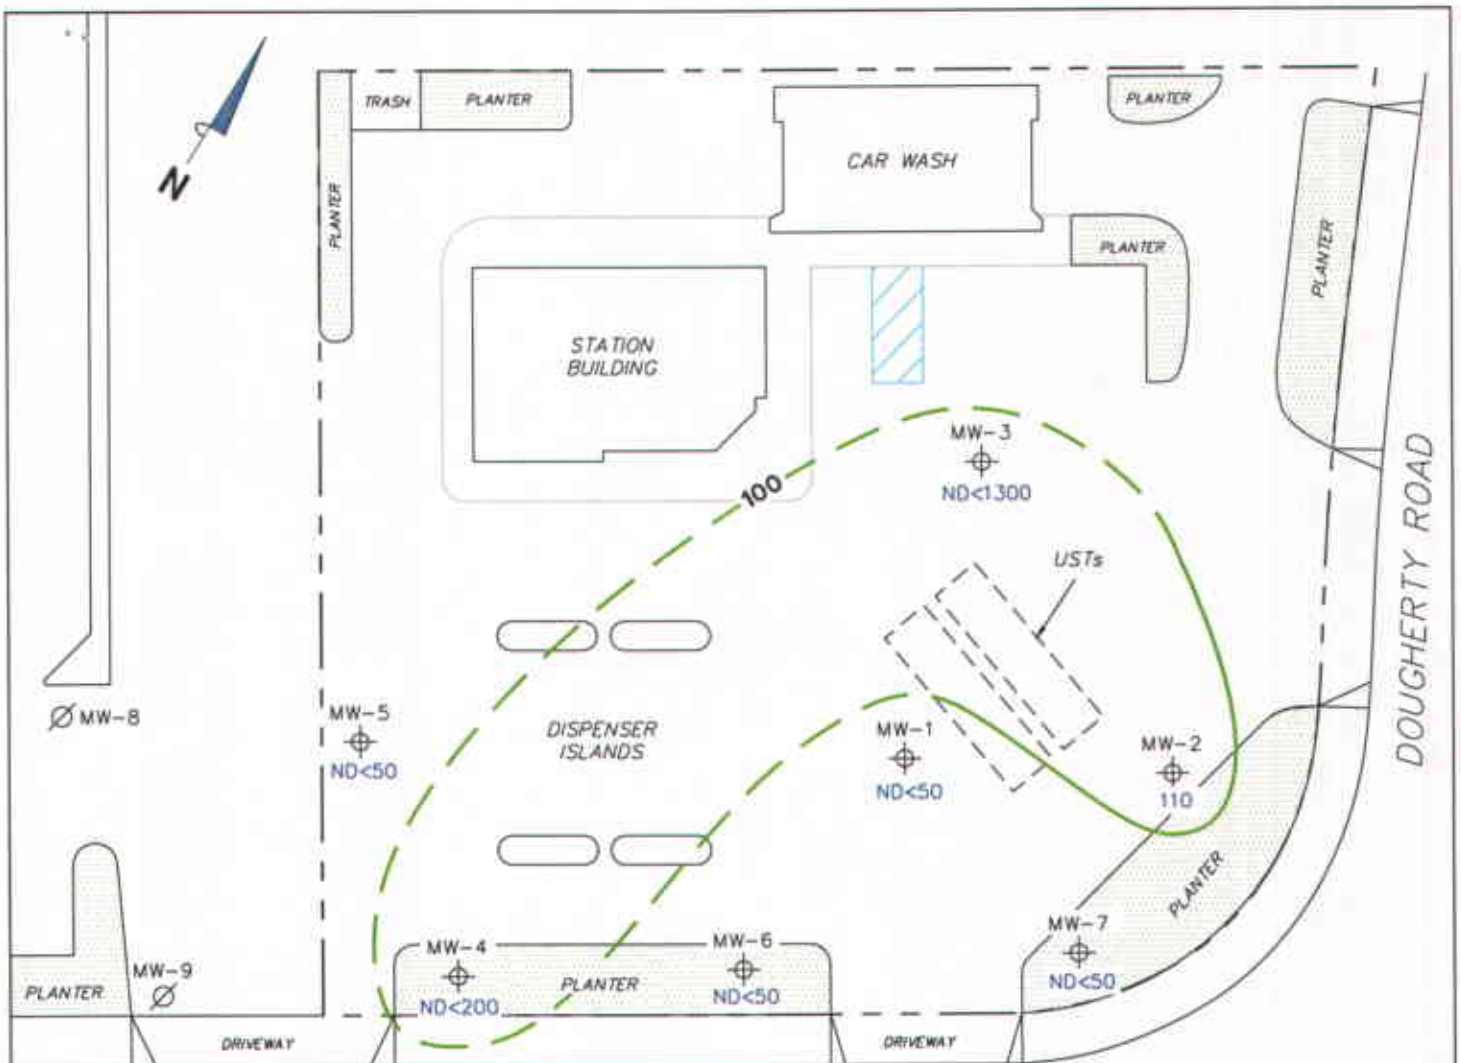 TRASH
PLANTER
PLANTER
N
PLANTER
CAR WASH
PLANTER
PLANTER
STATION
BUILDING
MW-3
ND<1300
100
USTs
DOUGHERTY ROAD
MW-8
MW-5
ND<50
DISPENSER
ISLANDS
MW-1
ND<50
MW-2
110
PLANTER
MW-4
ND<200
PLANTER
MW-6
ND<50
MW-7
ND<50
MW-9
PLANTER
DRIVEWAY
DRIVEWAY